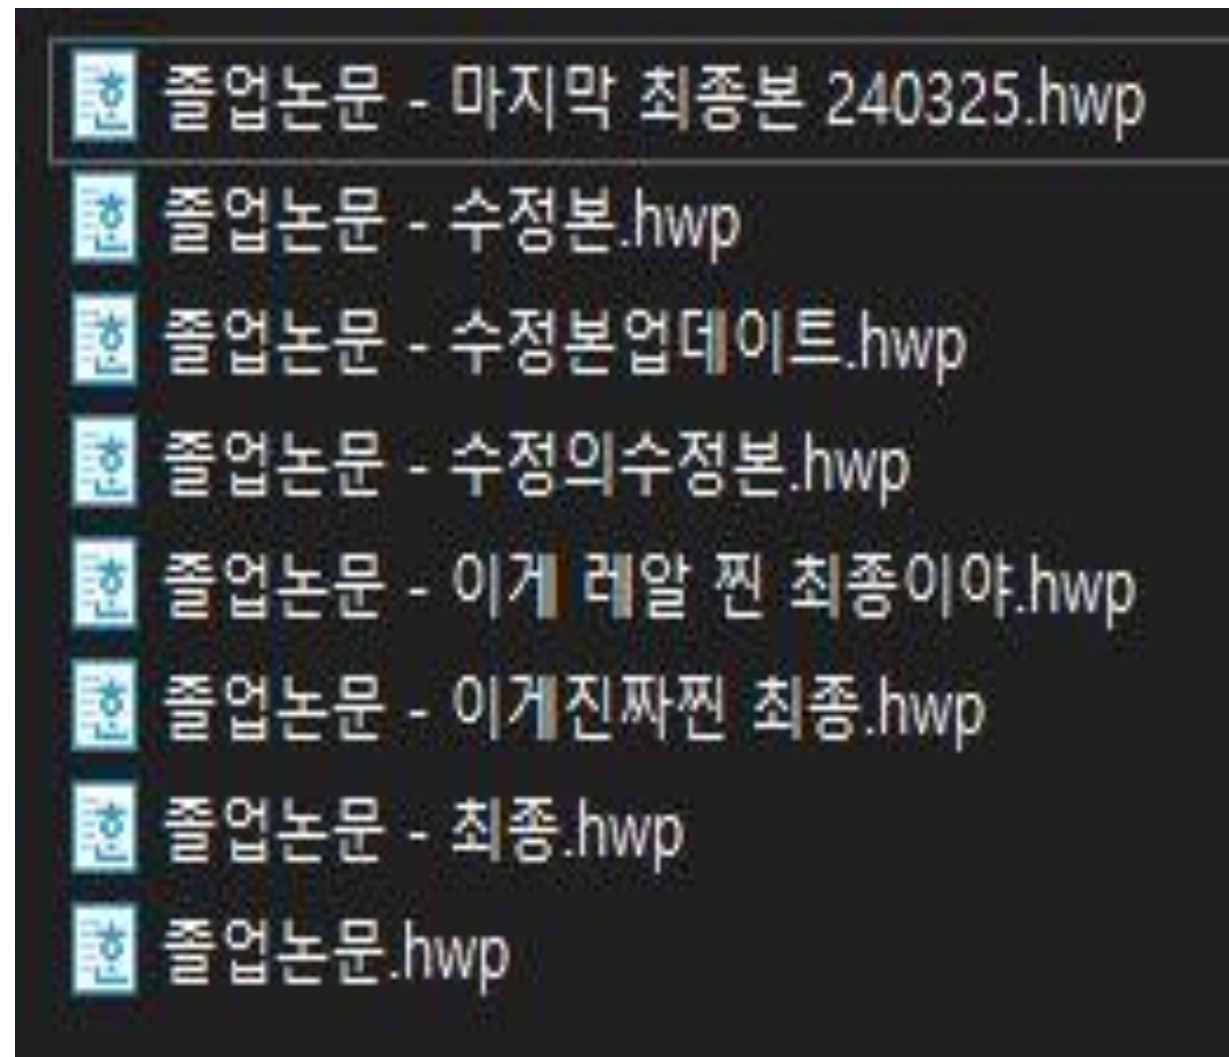 졸업논문 - 마지막 최종본 240325.hwp
졸업논문 - 수정본.hwp
졸업논문 - 수정본업데이트.hwp
졸업논문 - 수정의수정본.hwp
졸업논문 - 이게 레알 찐 최종이야.hwp
졸업논문 - 이게진짜찐 최종.hwp
졸업논문 - 최종.hwp
졸업논문.hwp